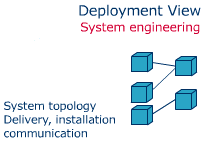 Deployment View
System engineering
System topology
Delivery, installation
communication